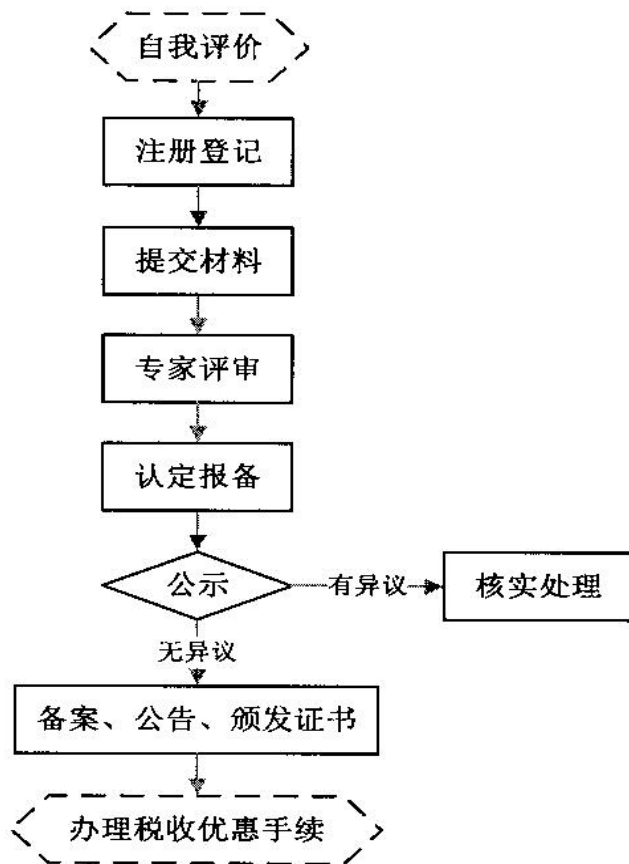 自我评价
注册登记
提交材料
专家评审
认定报备
公示
有异议
核实处理
无异议
备案、公告、颁发证书
办理税收优惠手续